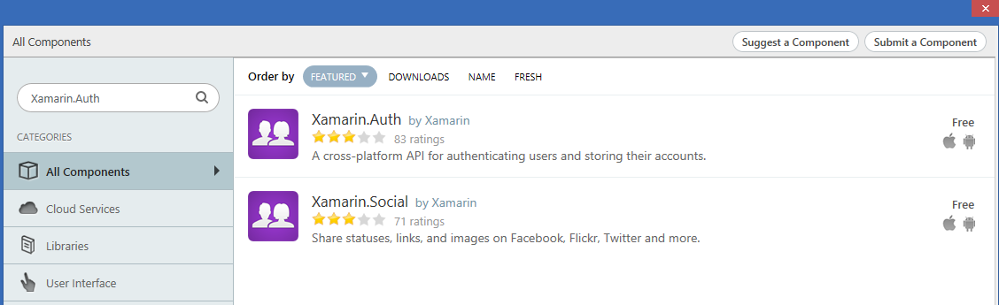 All Components
Suggest a Component
Submit a Component
Xamarin.Auth
Order by FEATURED DOWNLOADS NAME FRESH
CATEGORIES
All Components
Cloud Services
Libraries
User Interface
Xamarin.Auth by Xamarin
83 ratings
A cross-platform API for authenticating users and storing their accounts.
Free
Xamarin.Social by Xamarin
71 ratings
Share statuses, links, and images on Facebook, Flickr, Twitter and more.
Free